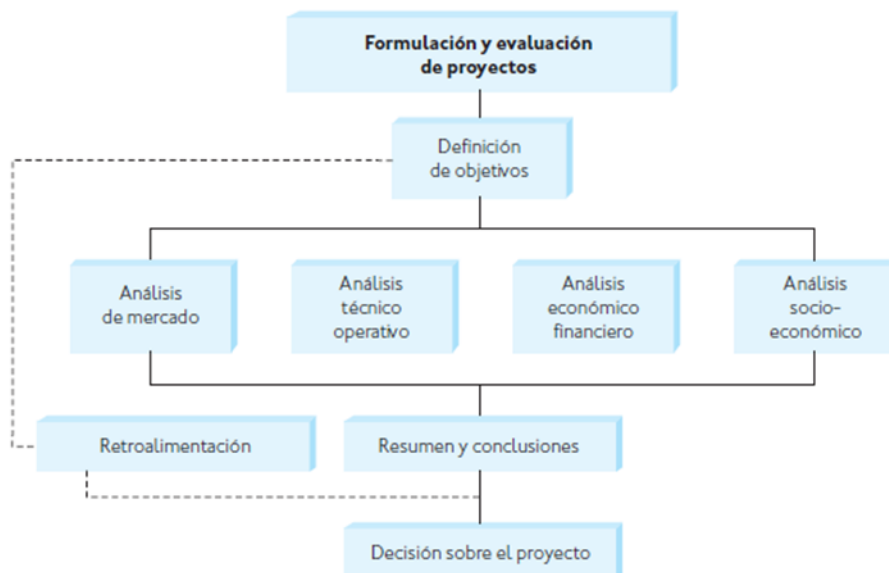 Formulación y evaluación
de proyectos
Definición
de objetivos
Análisis
de mercado
Análisis
técnico
operativo
Análisis
económico
financiero
Análisis
socio-
económico
Retroalimentación
Resumen y conclusiones
Decisión sobre el proyecto